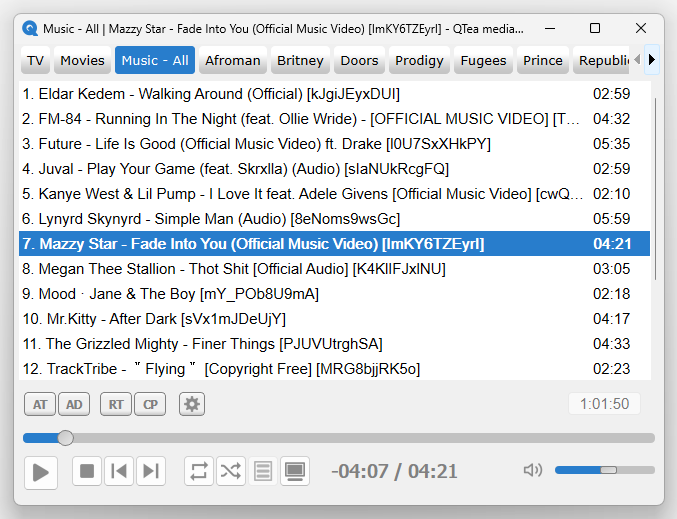 Music - All | Mazzy Star - Fade Into You (Official Music Video) [ImKY6TZEyrI] - QTea media...
TV Movies Music - All Afroman Britney Doors Prodigy Fugees Prince Republi
1. Eldar Kedem - Walking Around (Official) [kJgiJEyxDUI] 02:59
2. FM-84 - Running In The Night (feat. Ollie Wride) - [OFFICIAL MUSIC VIDEO] [T... 04:32
3. Future - Life Is Good (Official Music Video) ft. Drake [l0U7SxXHkPY] 05:35
4. Juval - Play Your Game (feat. Skrxlla) (Audio) [sIaNUkRcgFQ] 02:59
5. Kanye West & Lil Pump - I Love It feat. Adele Givens [Official Music Video] [cwQ... 02:10
6. Lynyrd Skynyrd - Simple Man (Audio) [8eNoms9wsGc] 05:59
7. Mazzy Star - Fade Into You (Official Music Video) [ImKY6TZEyrI] 04:21
8. Megan Thee Stallion - Thot Shit [Official Audio] [K4KlIFJxlNU] 03:05
9. Mood · Jane & The Boy [mY_POb8U9mA] 02:18
10. Mr.Kitty - After Dark [sVx1mJDeUjY] 04:17
11. The Grizzled Mighty - Finer Things [PJUVUtrghSA] 04:33
12. TrackTribe - ＂Flying＂ [Copyright Free] [MRG8bjjRK5o] 02:23
AT AD RT CP 1:01:50
-04:07 / 04:21